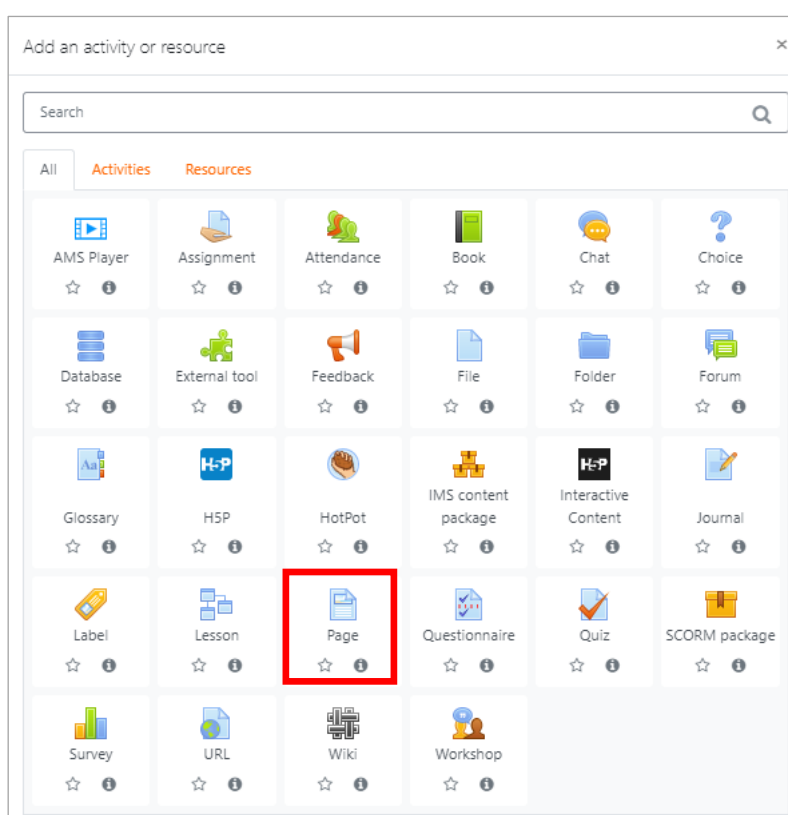 Add an activity or resource ×
Search
All Activities Resources
AMS Player Assignment Attendance Book Chat Choice
Database External tool Feedback File Folder Forum
Aa H5P H5P
IMS content Interactive
Glossary H5P HotPot package Content Journal
Label Lesson Page Questionnaire Quiz SCORM package
Survey URL Wiki Workshop